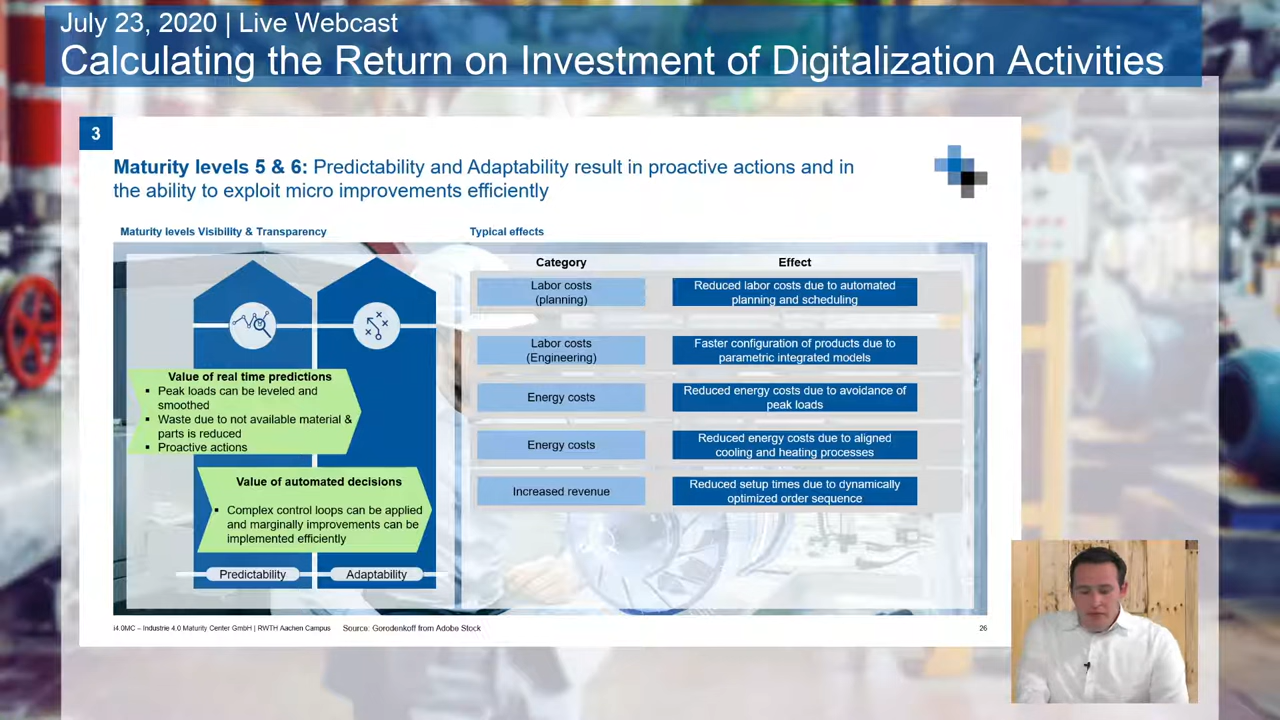 July 23, 2020 | Live Webcast
Calculating the Return on Investment of Digitalization Activities
3
Maturity levels 5 & 6: Predictability and Adaptability result in proactive actions and in
the ability to exploit micro improvements efficiently
Maturity levels Visibility & Transparency
Typical effects
Value of real time predictions
▪ Peak loads can be leveled and
smoothed
▪ Waste due to not available material &
parts is reduced
▪ Proactive actions
Value of automated decisions
▪ Complex control loops can be applied
and marginally improvements can be
implemented efficiently
Predictability
Adaptability
Category
Effect
Labor costs
(planning)
Reduced labor costs due to automated
planning and scheduling
Labor costs
(Engineering)
Faster configuration of products due to
parametric integrated models
Energy costs
Reduced energy costs due to avoidance of
peak loads
Energy costs
Reduced energy costs due to aligned
cooling and heating processes
Increased revenue
Reduced setup times due to dynamically
optimized order sequence
i4.0MC – Industrie 4.0 Maturity Center GmbH | RWTH Aachen Campus
Source: Gorodenkoff from Adobe Stock
26